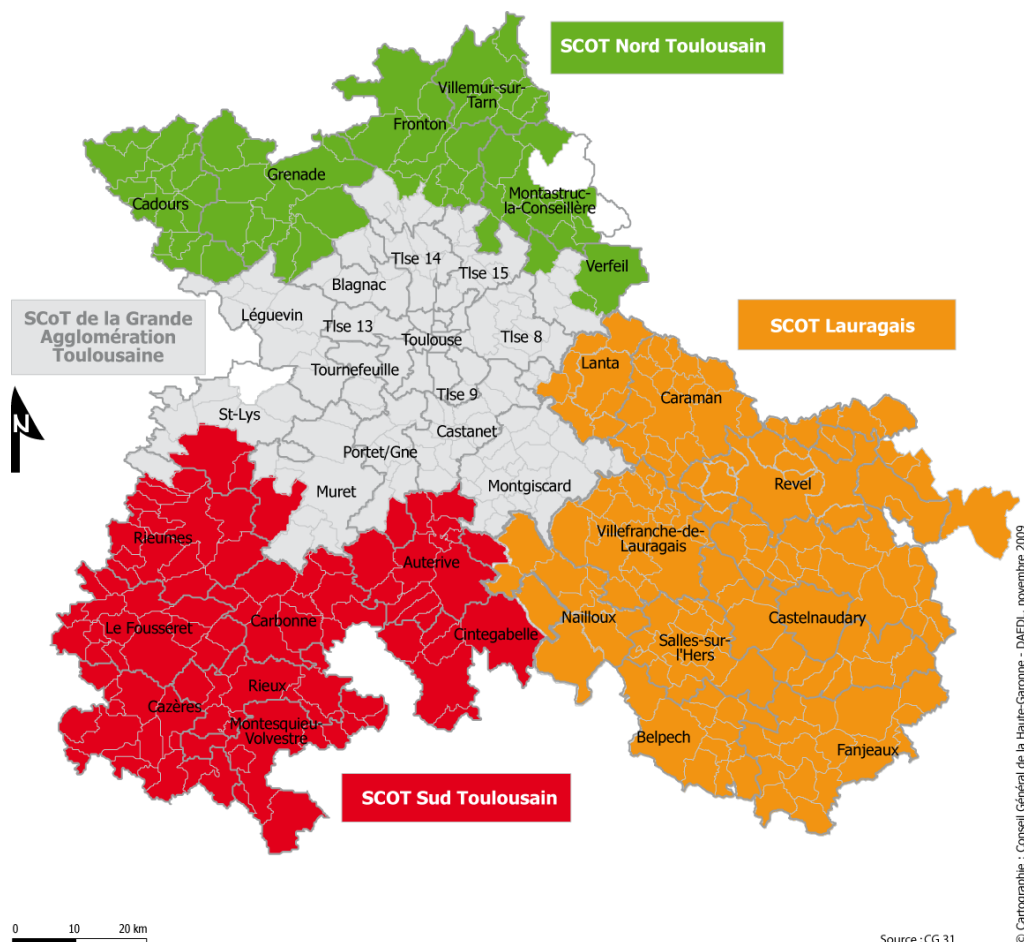 SCOT Nord Toulousain
Villemur-sur-
Tarn
Fronton
Grenade
Cadours
Montastruc-
la-Conseillère
Verfeil
Tlse 14
Tlse 15
Blagnac
SCoT de la Grande
Agglomération
Toulousaine
Léguevin
Tlse 13
Toulouse
Tlse 8
SCOT Lauragais
Lanta
Tournefeuille
Tlse 9
Caraman
St-Lys
Castanet
Portet/Gne
N
Muret
Montgiscard
Revel
Rieumes
Villefranche-de-
Lauragais
Auterive
Le Fousseret
Carbonne
Cintegabelle
Nailloux
Salles-sur-
l'Hers
Castelnaudary
Rieux
Cazères
Montesquieu-
Volvestre
Belpech
Fanjeaux
SCOT Sud Toulousain
© Cartographie : Conseil Général de la Haute-Garonne - DAEDL - novembre 2009
0 10 20 km
Source : CG 31